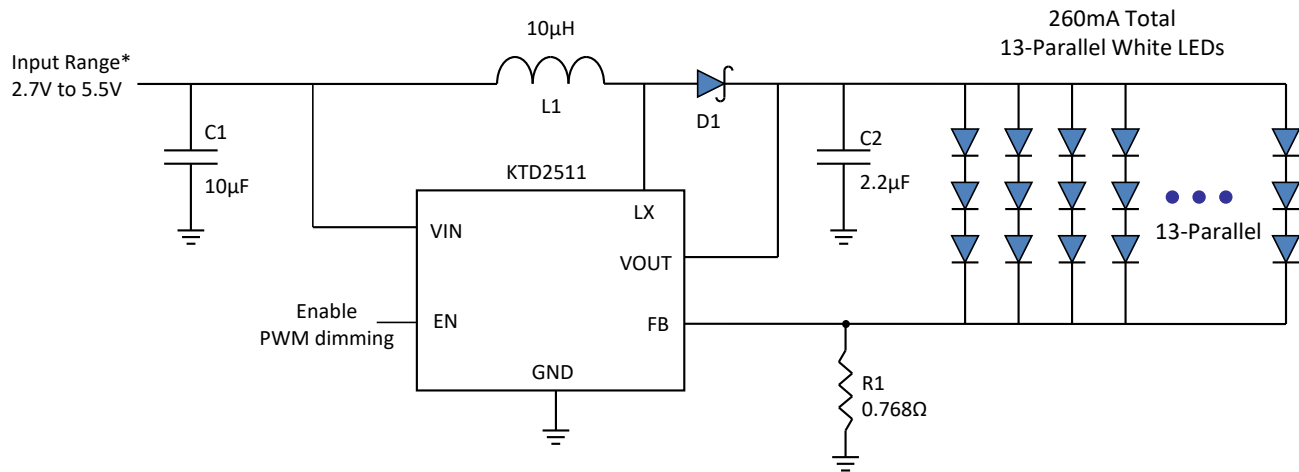 260mA Total
13-Parallel White LEDs
10µH
Input Range*
2.7V to 5.5V
L1
D1
C1
10µF
C2
2.2µF
KTD2511
LX
VIN
VOUT
13-Parallel
Enable
PWM dimming
EN
FB
GND
R1
0.768Ω